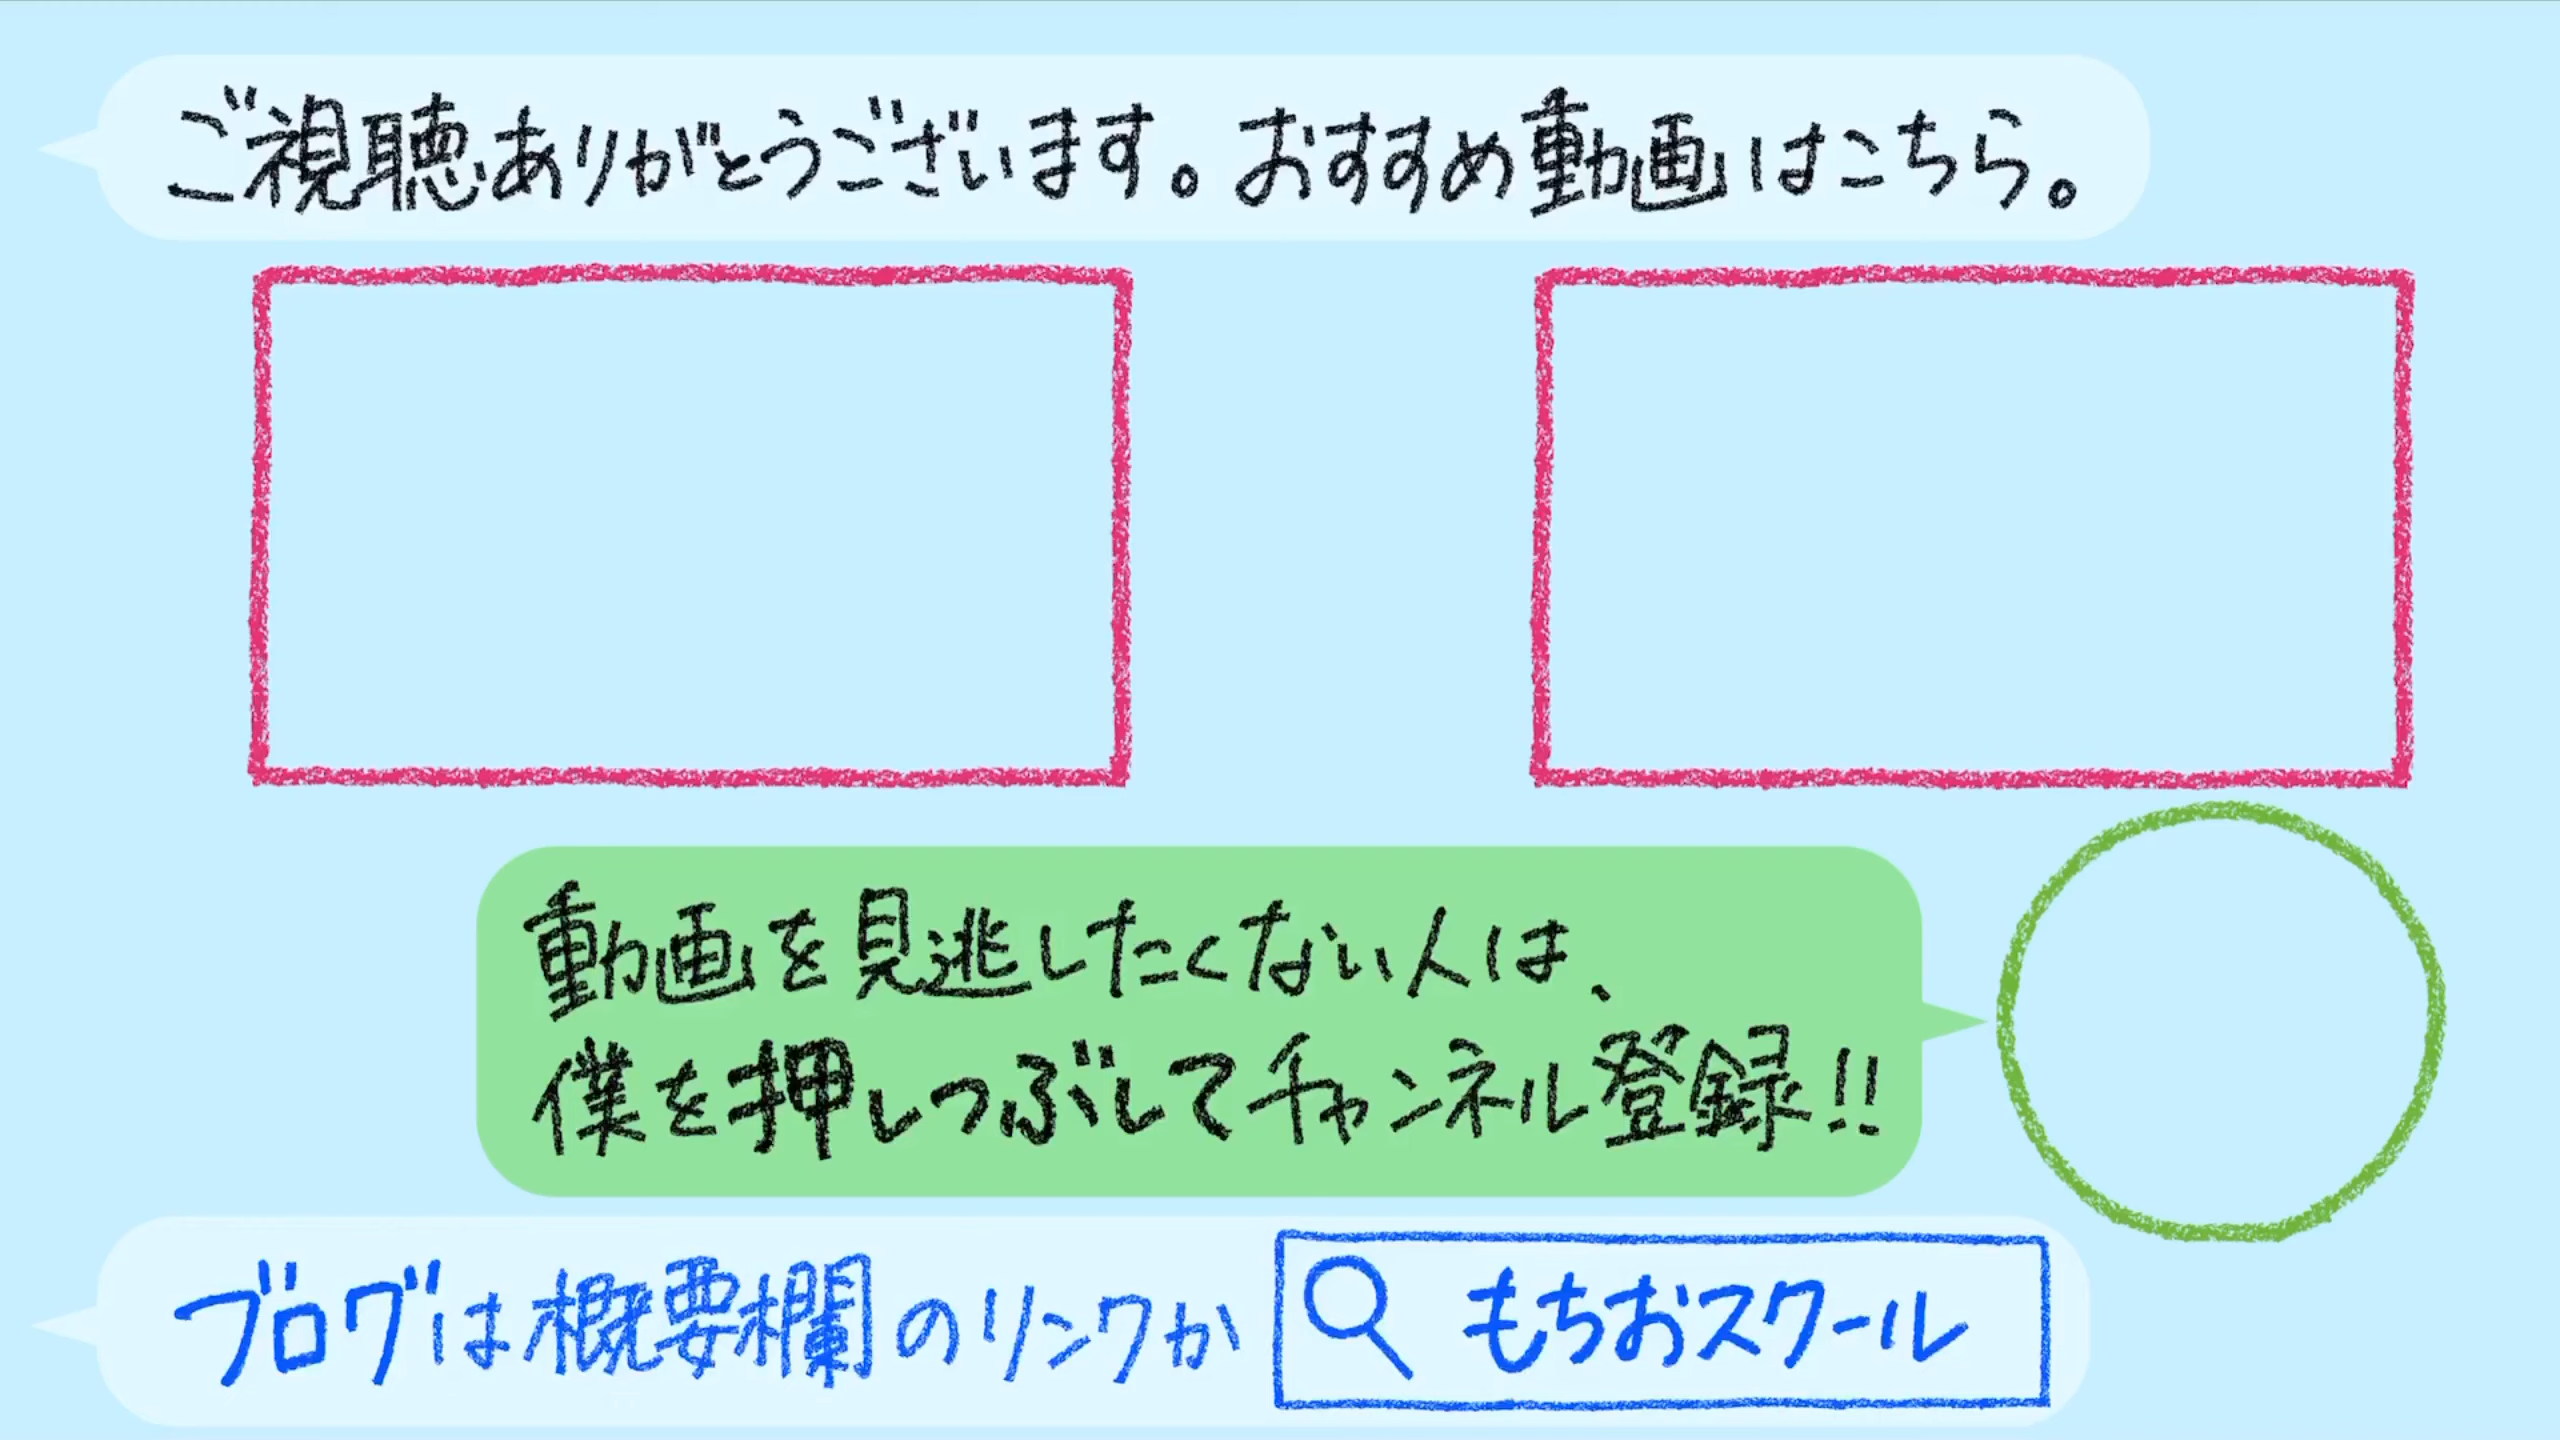 ご視聴ありがとうございます。おすすめ動画はこちら。
動画を見逃したくない人は、
僕を押しつぶしてチャンネル登録!!
ブログは概要欄のリンクか もちおスクール